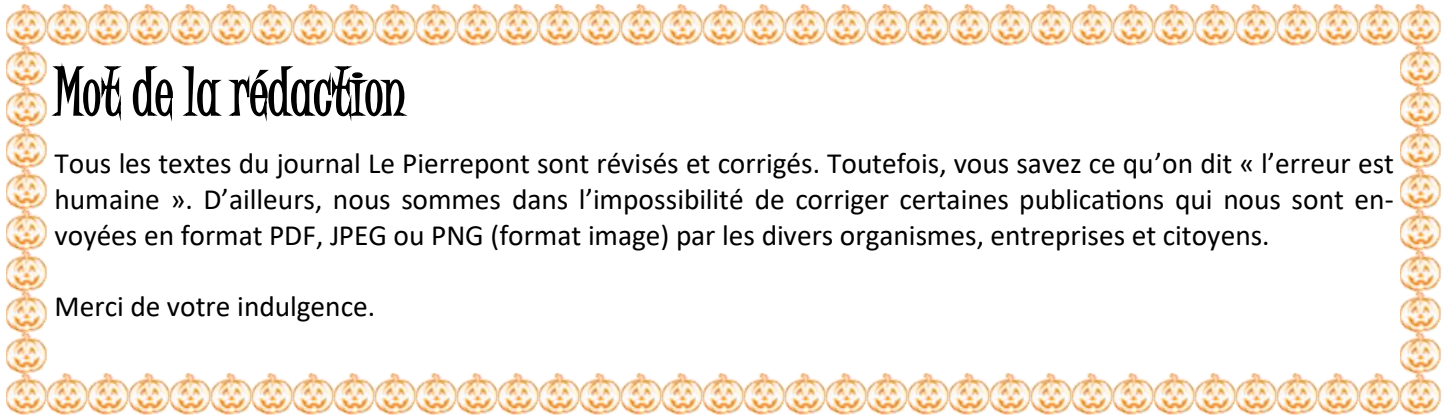 Mot de la rédaction
Tous les textes du journal Le Pierrepont sont révisés et corrigés. Toutefois, vous savez ce qu’on dit « l’erreur est
humaine ». D’ailleurs, nous sommes dans l’impossibilité de corriger certaines publications qui nous sont en-
voyées en format PDF, JPEG ou PNG (format image) par les divers organismes, entreprises et citoyens.
Merci de votre indulgence.